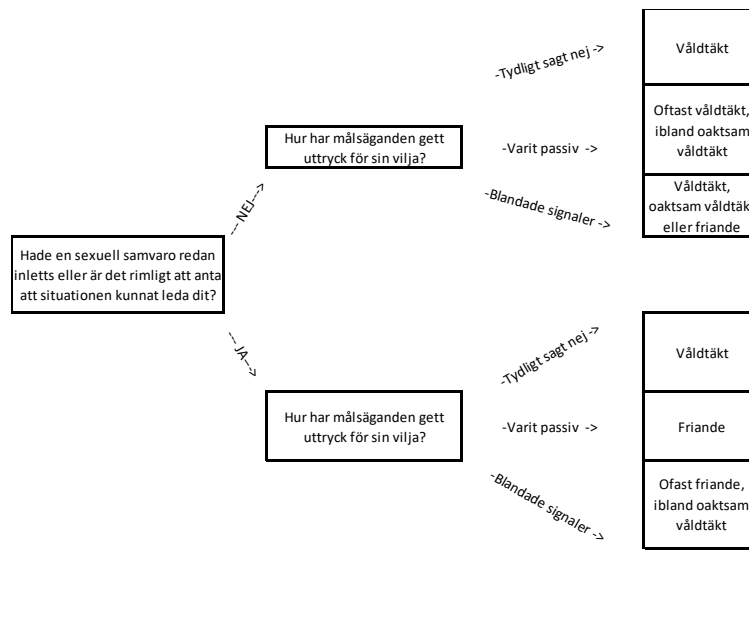 -Tydligt sagt nej ->
Våldtäkt
Hur har målsäganden gett
uttryck för sin vilja?
-Varit passiv ->
Oftast våldtäkt,
ibland oaktsam
våldtäkt
-Blandade signaler ->
Våldtäkt,
oaktsam våldtäk
eller friande
--- NEJ--->
Hade en sexuell samvaro redan
inletts eller är det rimligt att anta
att situationen kunnat leda dit?
--- JA--->
-Tydligt sagt nej ->
Våldtäkt
Hur har målsäganden gett
uttryck för sin vilja?
-Varit passiv ->
Friande
-Blandade signaler ->
Ofast friande,
ibland oaktsam
våldtäkt